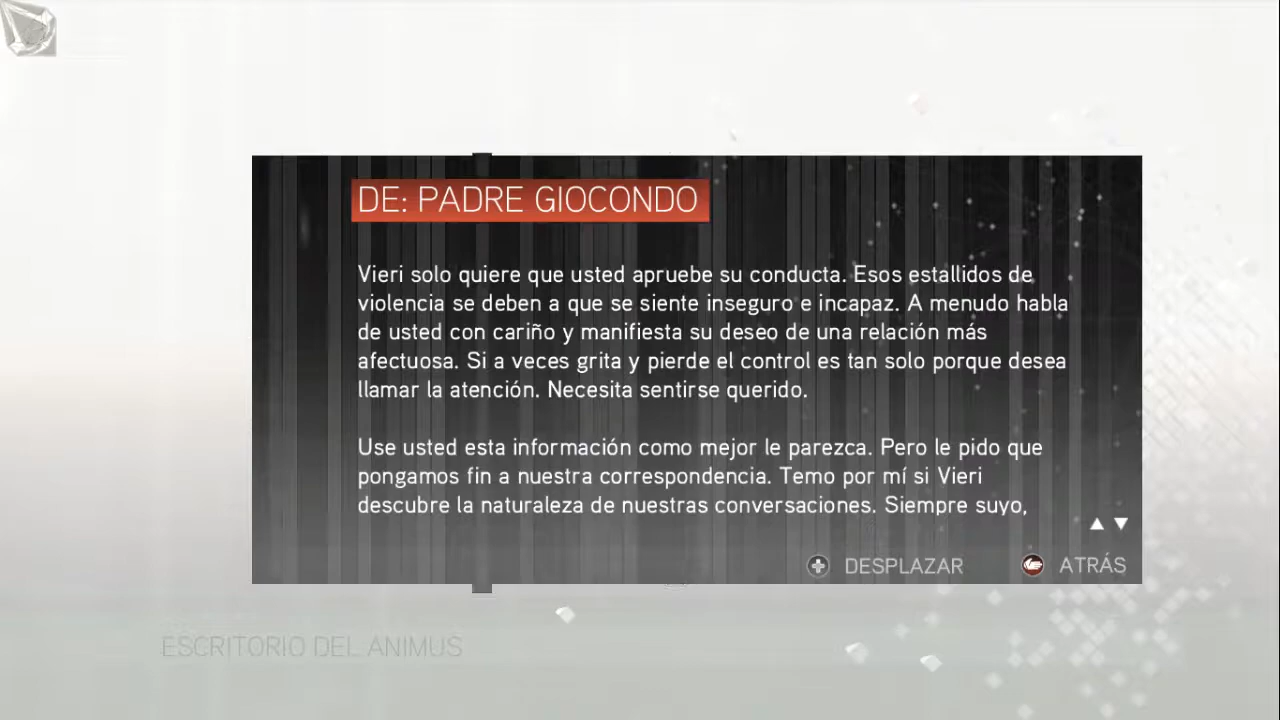 DE: PADRE GIOCONDO
Vieri solo quiere que usted apruebe su conducta. Esos estallidos de
violencia se deben a que se siente inseguro e incapaz. A menudo habla
de usted con cariño y manifiesta su deseo de una relación más
afectuosa. Si a veces grita y pierde el control es tan solo porque desea
llamar la atención. Necesita sentirse querido.
Use usted esta información como mejor le parezca. Pero le pido que
pongamos fin a nuestra correspondencia. Temo por mí si Vieri
descubre la naturaleza de nuestras conversaciones. Siempre suyo,
DESPLAZAR ATRÁS
ESCRITORIO DEL ANIMUS